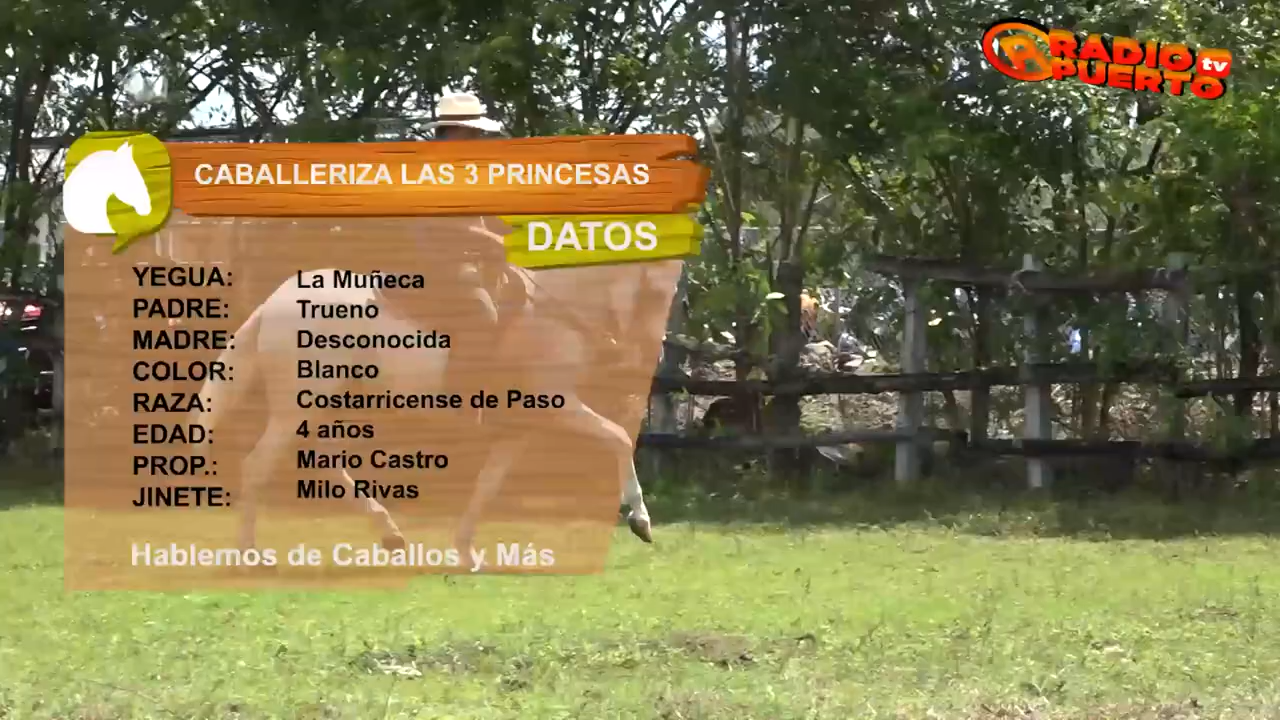 RADIO tv
PUERTO
CABALLERIZA LAS 3 PRINCESAS
DATOS
YEGUA: La Muñeca
PADRE: Trueno
MADRE: Desconocida
COLOR: Blanco
RAZA: Costarricense de Paso
EDAD: 4 años
PROP.: Mario Castro
JINETE: Milo Rivas
Hablemos de Caballos y Más